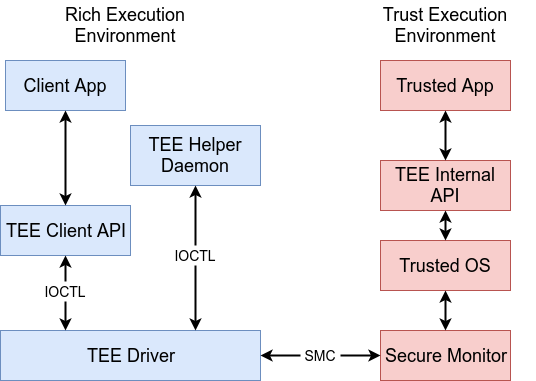 Rich Execution
Environment
Trust Execution
Environment
Client App
Trusted App
TEE Helper
Daemon
TEE Internal
API
TEE Client API
IOCTL
Trusted OS
IOCTL
TEE Driver
SMC
Secure Monitor